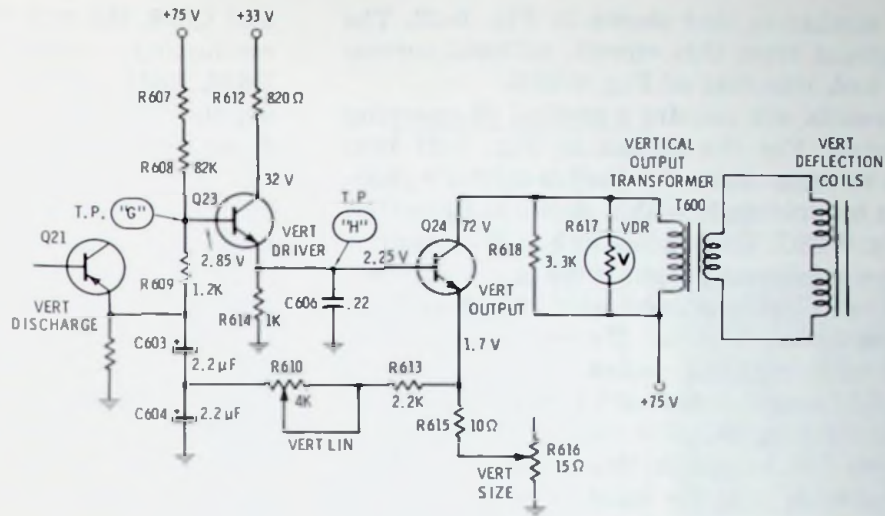 +75 V
+33 V
R607
R612
820Ω
R608
82K
Q23
32 V
T.P.
"G"
VERT
DRIVER
T.P.
"H"
Q21
2.85 V
2.25 V
Q24
72 V
R618
3.3K
R617
VDR
V
VERTICAL
OUTPUT
TRANSFORMER
T600
VERT
DEFLECTION
COILS
R609
1.2K
VERT
DISCHARGE
R614
1K
C606
.22
VERT
OUTPUT
1.7 V
+75 V
C603
+
2.2 µF
R610
4K
R613
2.2K
C604
+
2.2 µF
VERT LIN
R615
10Ω
VERT
SIZE
R616
15Ω